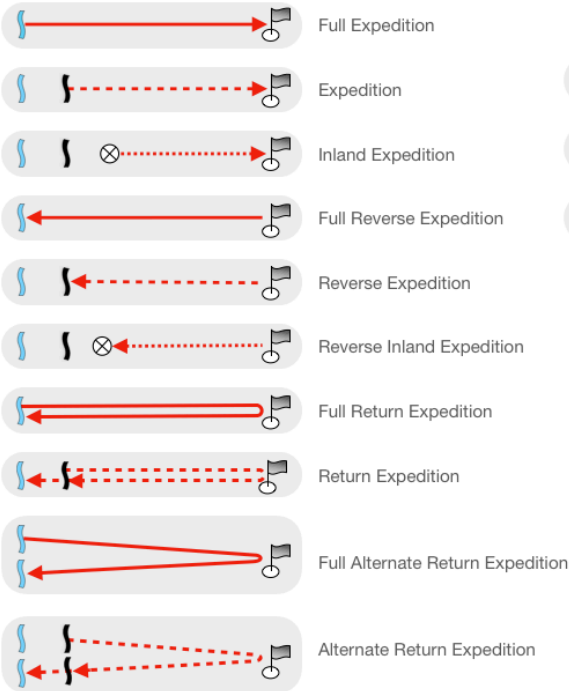 Full Expedition
Expedition
Inland Expedition
Full Reverse Expedition
Reverse Expedition
Reverse Inland Expedition
Full Return Expedition
Return Expedition
Full Alternate Return Expedition
Alternate Return Expedition